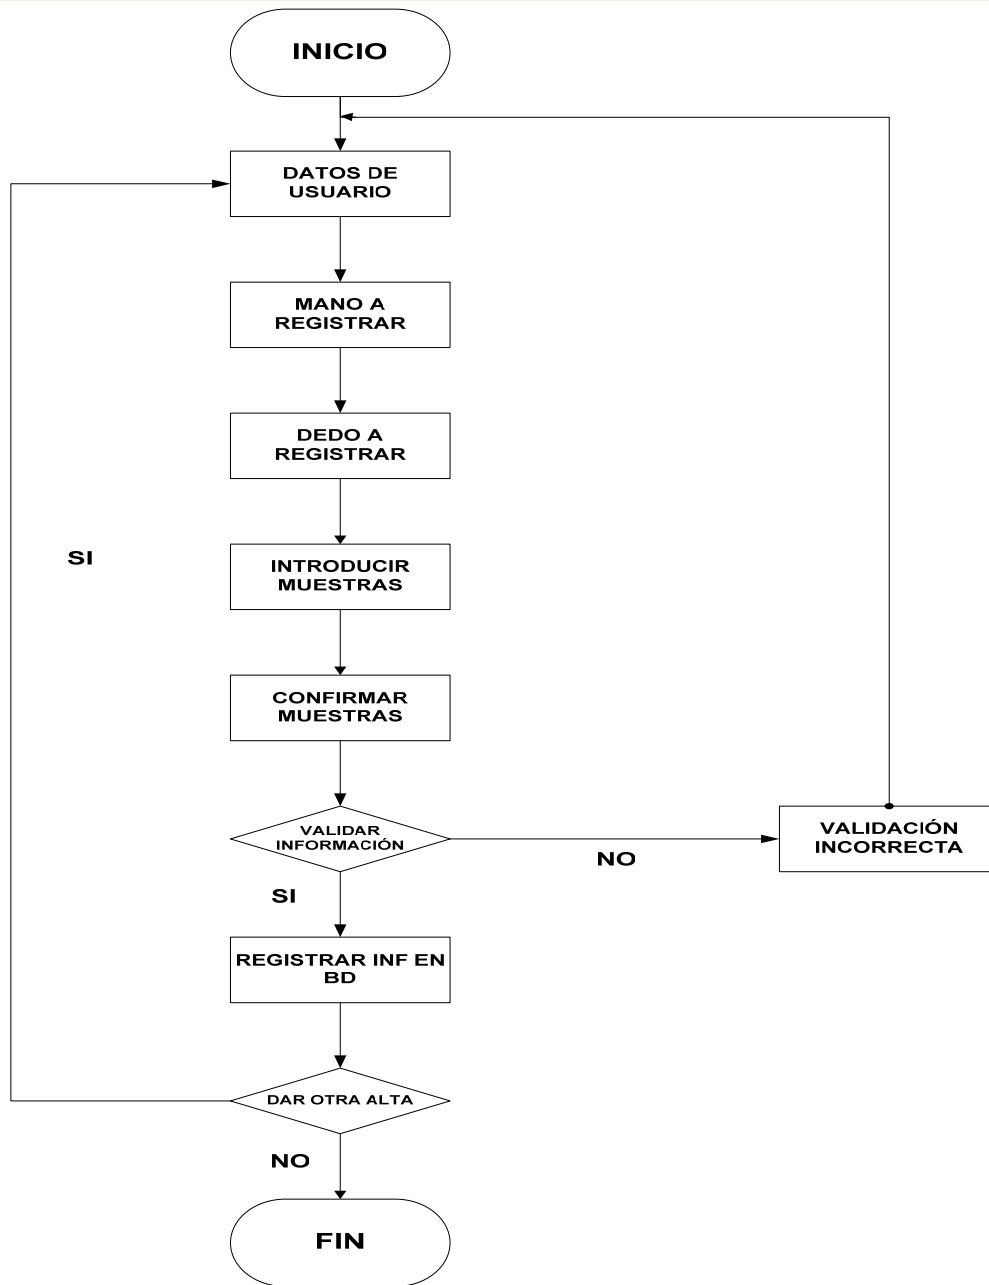 INICIO
DATOS DE
USUARIO
MANO A
REGISTRAR
DEDO A
REGISTRAR
SI
INTRODUCIR
MUESTRAS
CONFIRMAR
MUESTRAS
VALIDAR
INFORMACIÓN
NO
VALIDACIÓN
INCORRECTA
SI
REGISTRAR INF EN
BD
DAR OTRA ALTA
NO
FIN